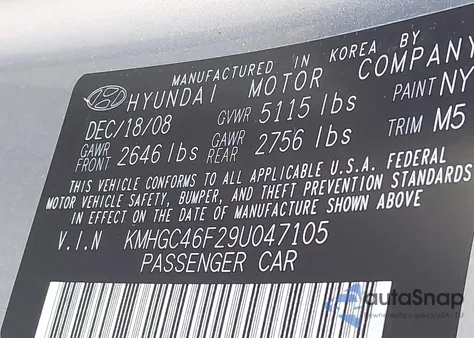 MANUFACTURED IN KOREA BY
HYUNDAI MOTOR COMPANY
DEC/18/08 GVWR 5115 lbs PAINT NY
GAWR FRONT 2646 lbs GAWR REAR 2756 lbs TRIM M5
THIS VEHICLE CONFORMS TO ALL APPLICABLE U.S.A. FEDERAL
MOTOR VEHICLE SAFETY, BUMPER, AND THEFT PREVENTION STANDARDS
IN EFFECT ON THE DATE OF MANUFACTURE SHOWN ABOVE
V.I.N KMHGC46F29U047105
PASSENGER CAR
autaSnap